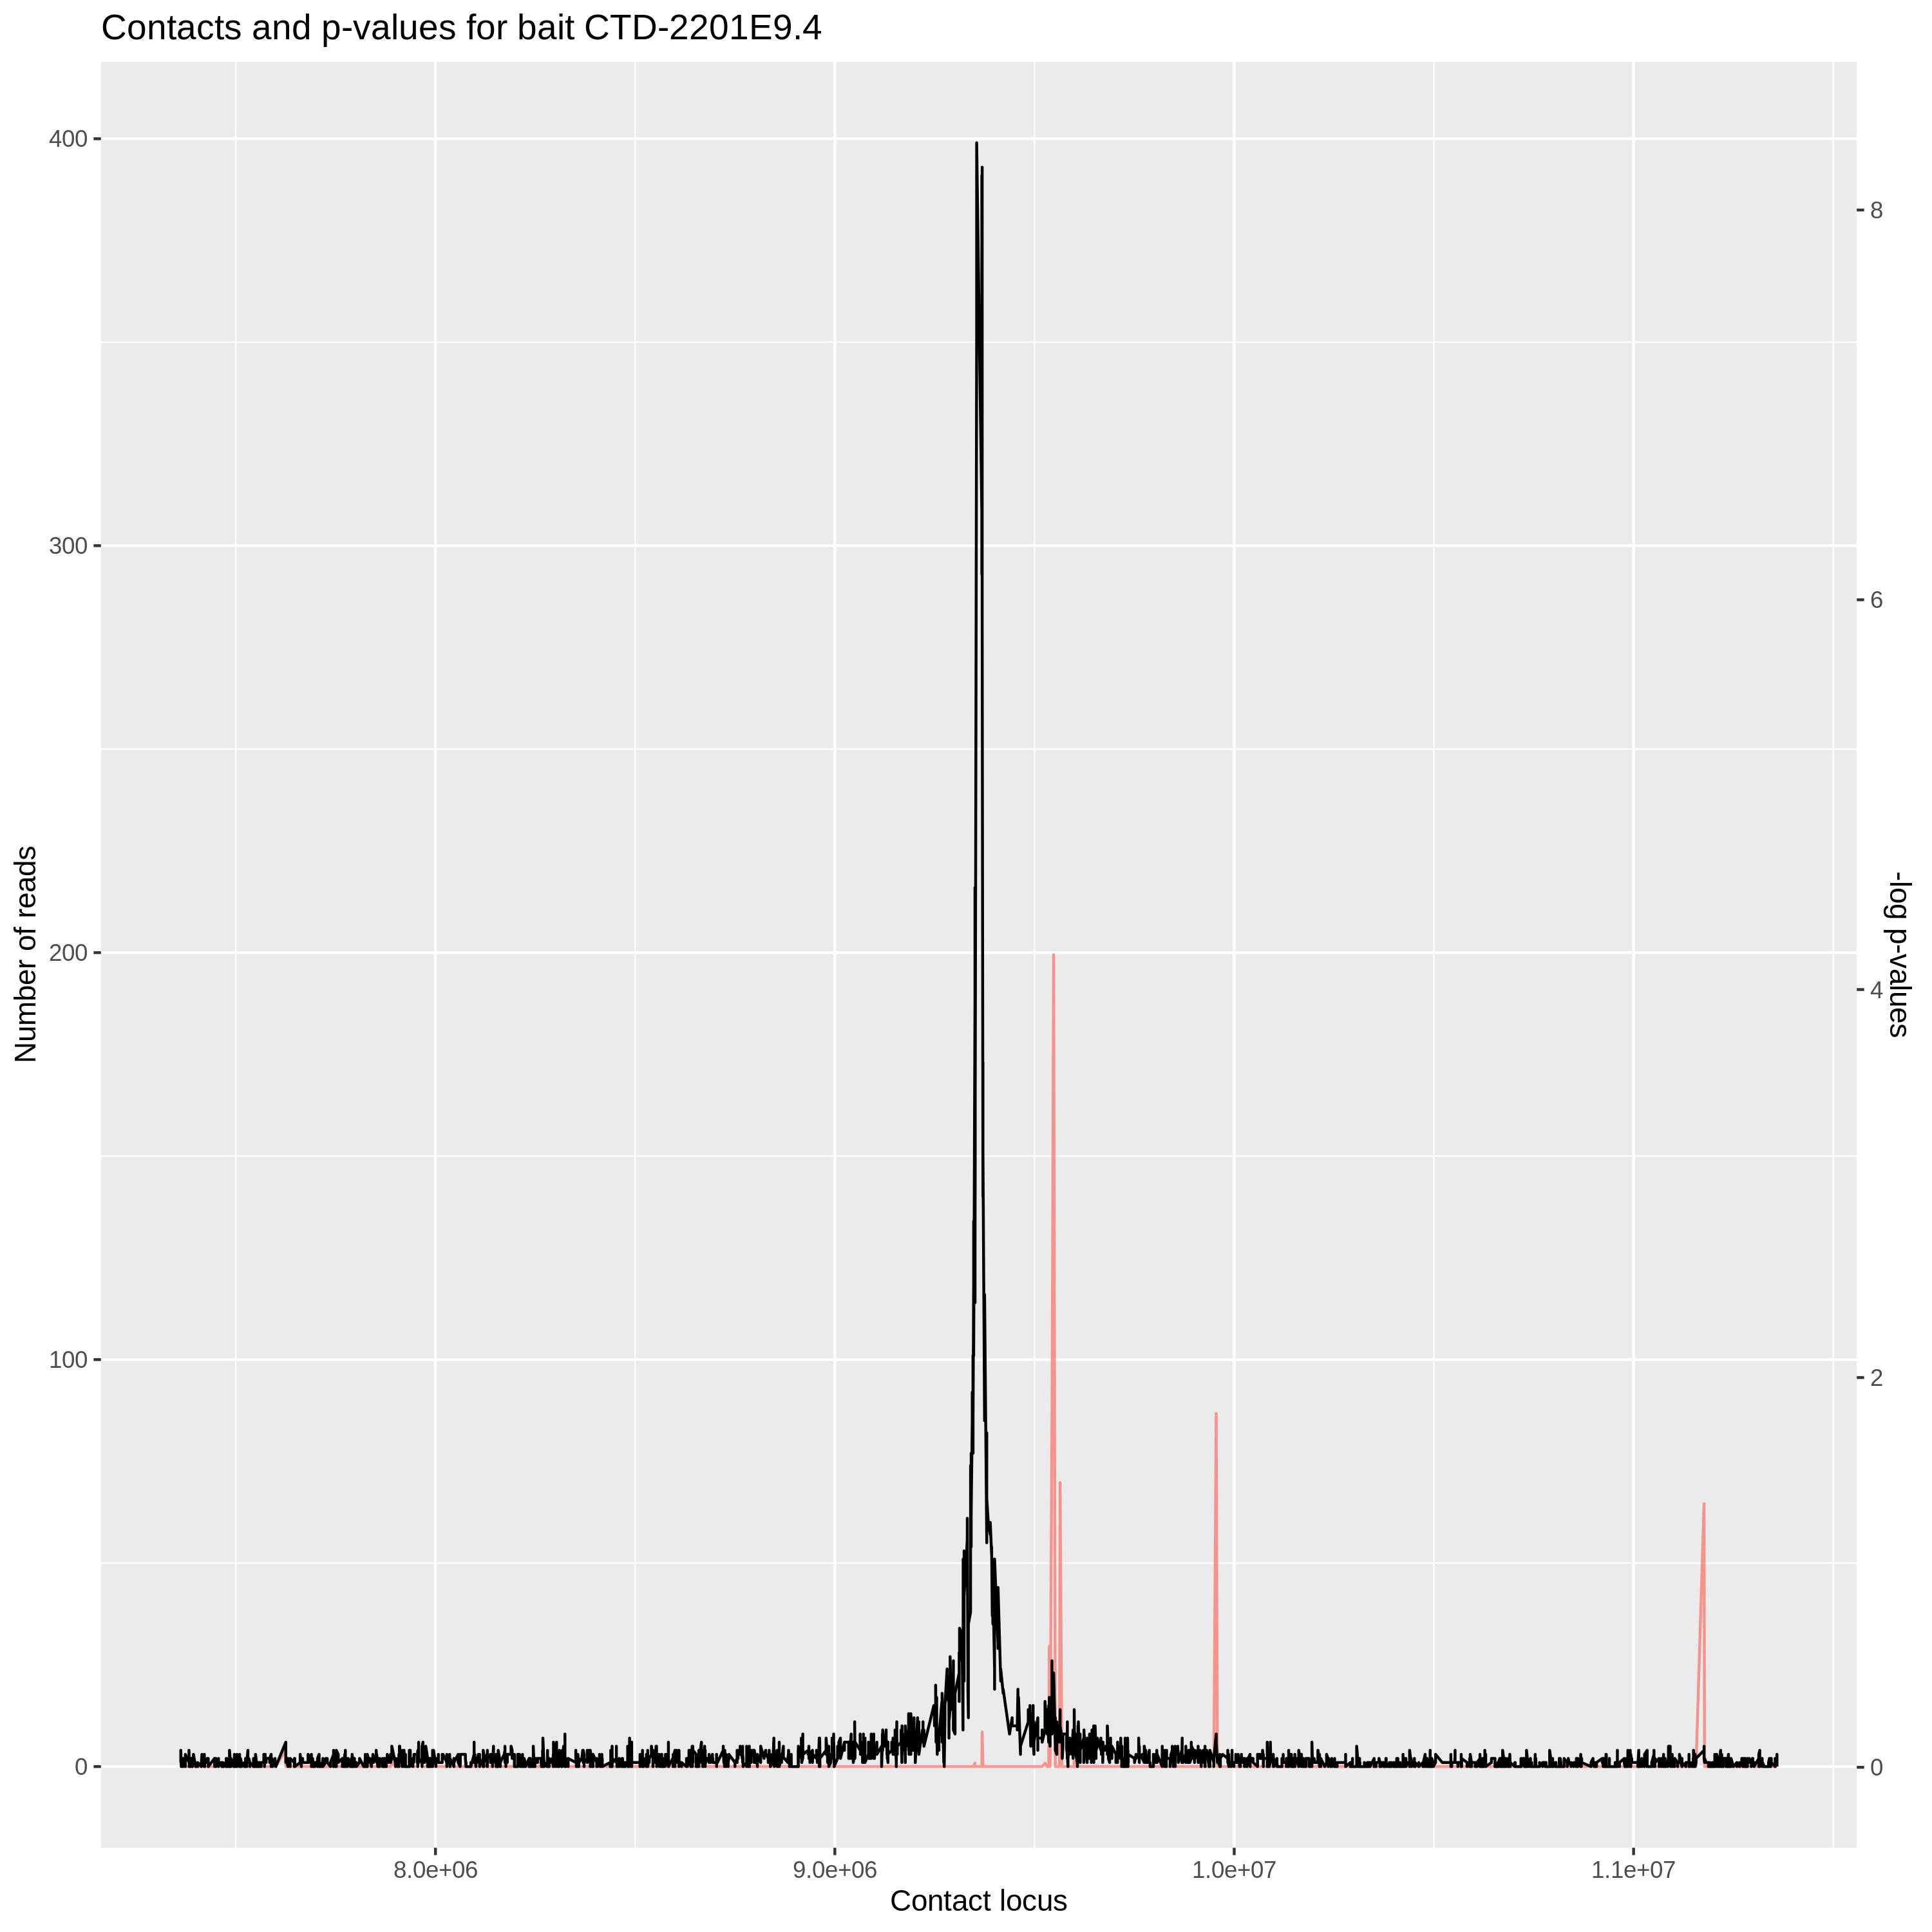 Contacts and p-values for bait CTD-2201E9.4
400
300
200
100
0
Number of reads
8
6
4
2
0
-log p-values
8.0e+06
9.0e+06
1.0e+07
1.1e+07
Contact locus